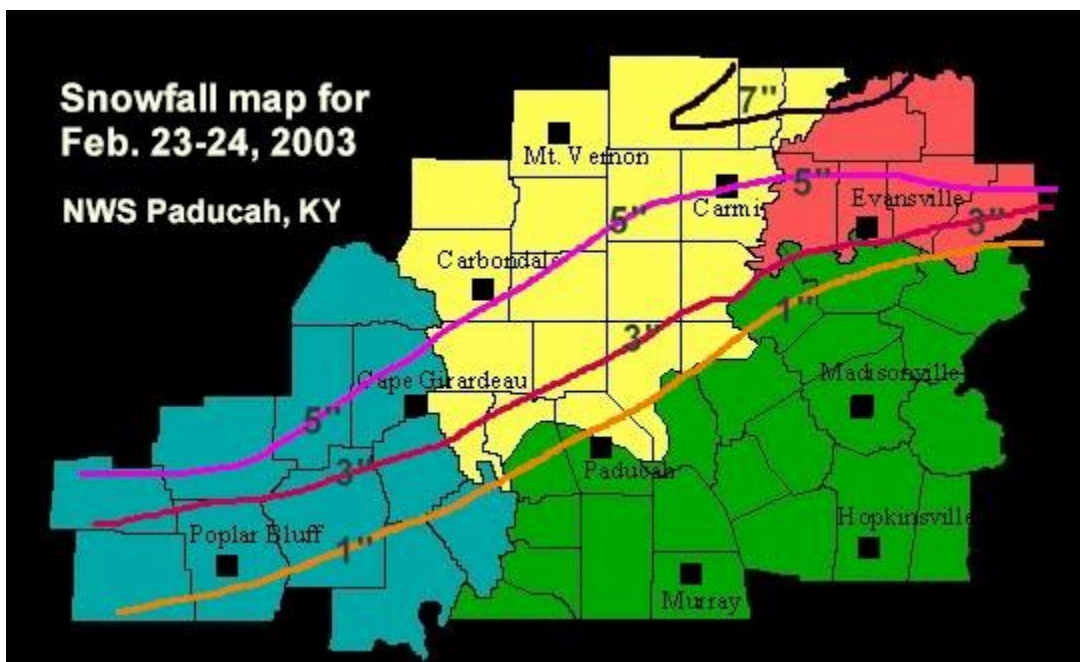 Snowfall map for
Feb. 23-24, 2003
NWS Paducah, KY
7"
Mt. Vernon
5"
Carmi
5"
Evansville
3"
Carbondale
1"
3"
Madisonville
Cape Girardeau
5"
3"
Paducah
Hopkinsville
Poplar Bluff
1"
Murray